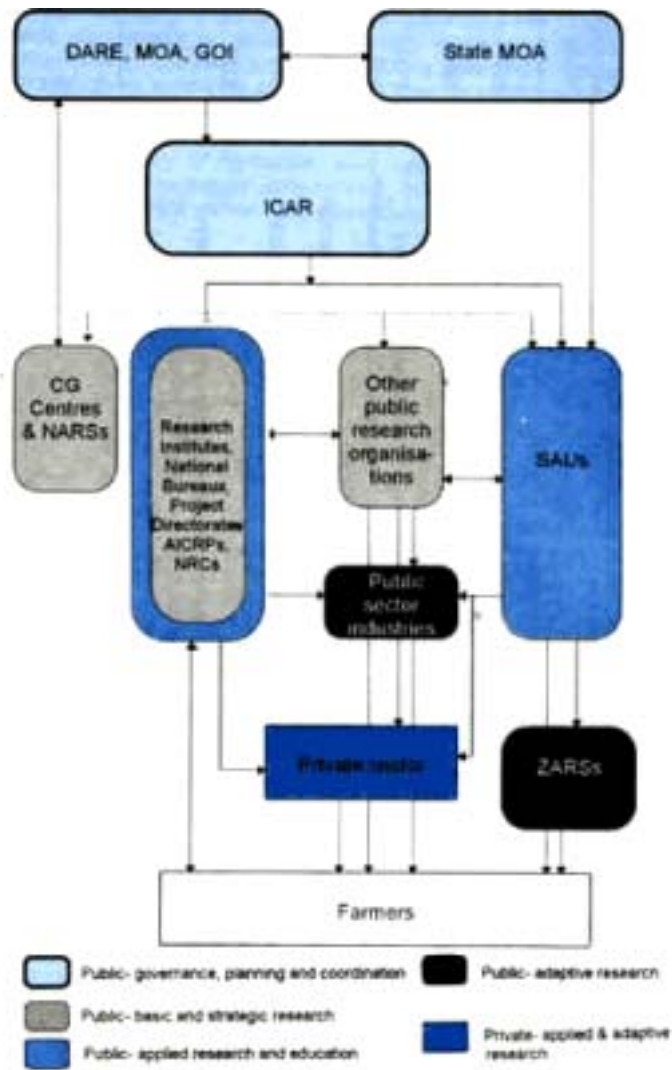 DARE, MOA, GOI
State MOA
ICAR
CG
Centres
& NARSs
Research
Institutes,
National
Bureaux,
Project
Directorates
AICRPs,
NRCs
Other
public
research
organisa-
tions
SAUs
Public
sector
industries
Private sector
ZARSs
Farmers
Public- governance, planning and coordination
Public- adaptive research
Public- basic and strategic research
Public- applied research and education
Private- applied & adaptive
research